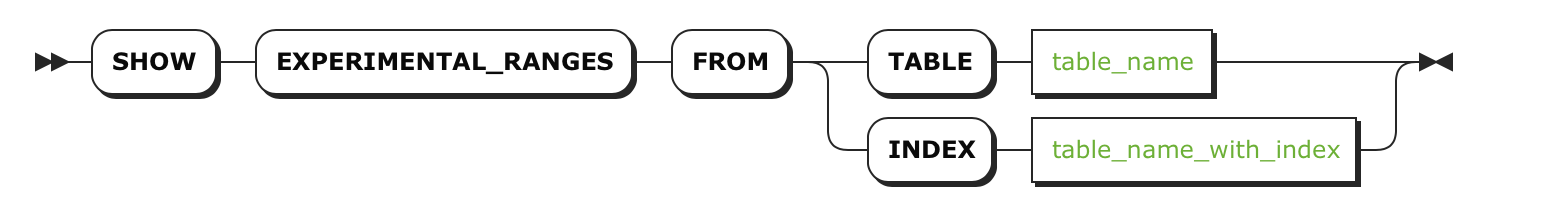 SHOW EXPERIMENTAL_RANGES FROM TABLE table_name
INDEX table_name_with_index